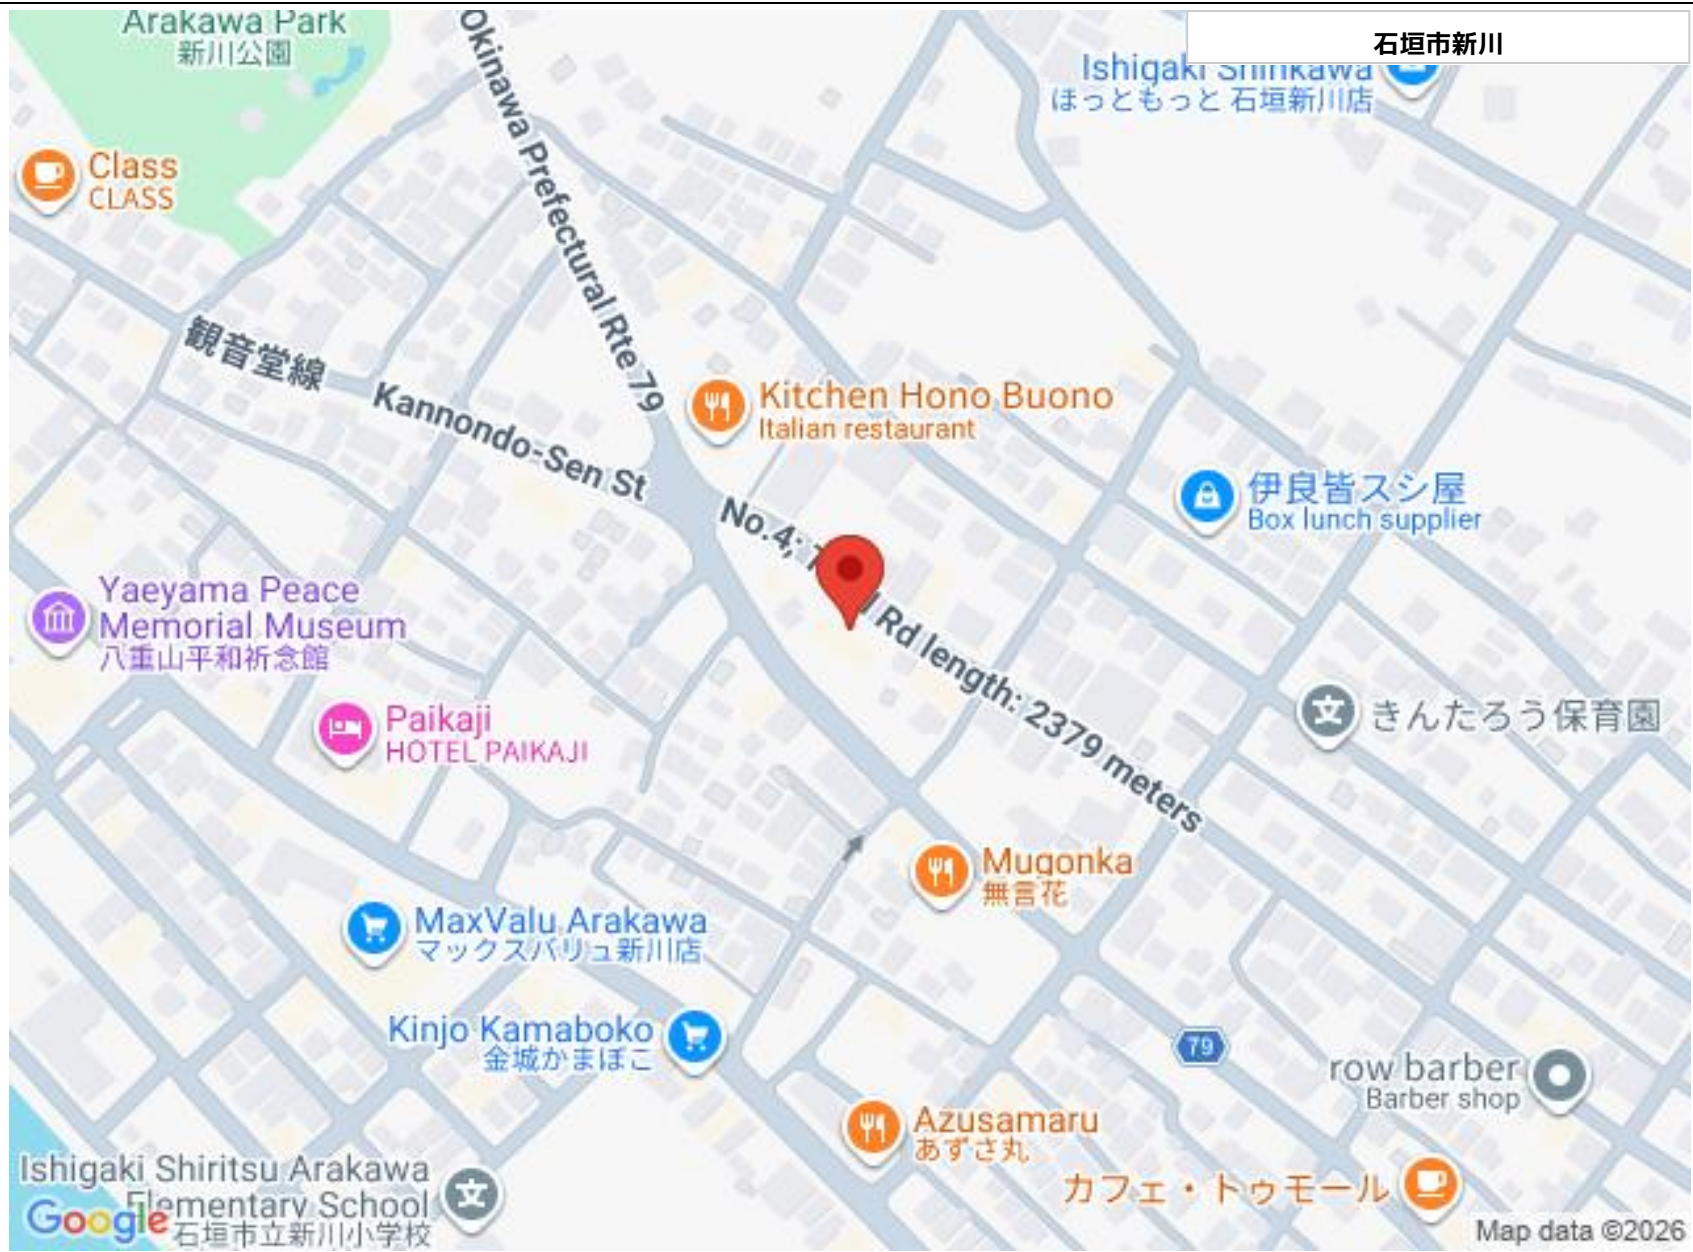 Arakawa Park
新川公園
石垣市新川
Ishigaki Shinkawa
ほっともっと 石垣新川店
Okinawa Prefectural Rte 79
Class
CLASS
観音堂線
Kannondo-Sen St
Kitchen Hono Buono
Italian restaurant
伊良皆スシ屋
Box lunch supplier
No.4;
Rd length: 2379 meters
Yaeyama Peace
Memorial Museum
八重山平和祈念館
Paikaji
HOTEL PAIKAJI
きんたろう保育園
Mugonka
無言花
MaxValu Arakawa
マックスバリュ新川店
Kinjo Kamaboko
金城かまぼこ
79
row barber
Barber shop
Azusamaru
あずさ丸
カフェ・トゥモール
Ishigaki Shiritsu Arakawa
Elementary School
石垣市立新川小学校
Google
Map data ©2026